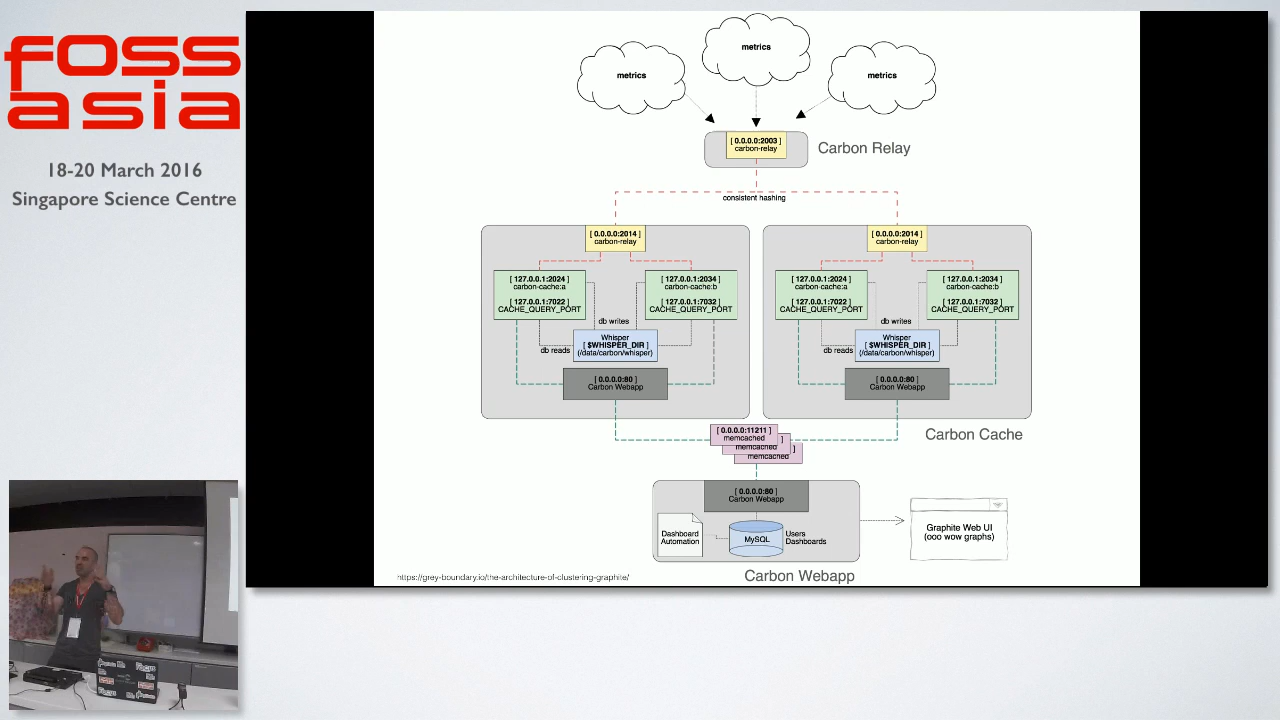 foss
asia
18-20 March 2016
Singapore Science Centre
metrics
metrics
metrics
[ 0.0.0.0:2003 ]
carbon-relay
Carbon Relay
consistent hashing
[ 0.0.0.0:2014 ]
carbon-relay
[ 127.0.0.1:2024 ]
carbon-cache:a
[ 127.0.0.1:7022 ]
CACHE_QUERY_PORT
[ 127.0.0.1:2034 ]
carbon-cache:b
[ 127.0.0.1:7032 ]
CACHE_QUERY_PORT
db writes
db reads
Whisper
[ $WHISPER_DIR ]
(/data/carbon/whisper)
[ 0.0.0.0:80 ]
Carbon Webapp
[ 0.0.0.0:2014 ]
carbon-relay
[ 127.0.0.1:2024 ]
carbon-cache:a
[ 127.0.0.1:7022 ]
CACHE_QUERY_PORT
[ 127.0.0.1:2034 ]
carbon-cache:b
[ 127.0.0.1:7032 ]
CACHE_QUERY_PORT
db writes
db reads
Whisper
[ $WHISPER_DIR ]
(/data/carbon/whisper)
[ 0.0.0.0:80 ]
Carbon Webapp
Carbon Cache
[ 0.0.0.0:11211 ]
memcached
]
memcached
]
memcached
[ 0.0.0.0:80 ]
Carbon Webapp
Dashboard
Automation
MySQL
Users
Dashboards
Graphite Web UI
(ooo wow graphs)
Carbon Webapp
https://grey-boundary.io/the-architecture-of-clustering-graphite/